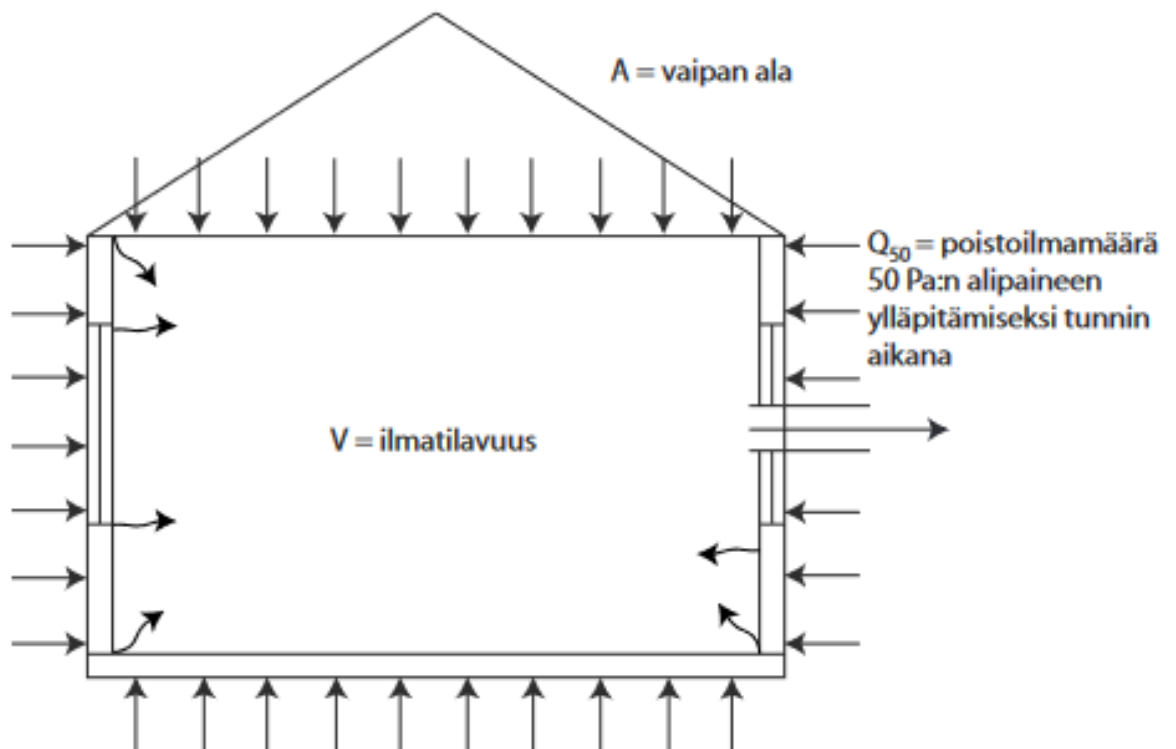 A = vaipan ala
Q₅₀ = poistoilmamäärä
50 Pa:n alipaineen
ylläpitämiseksi tunnin
aikana
V = ilmatilavuus